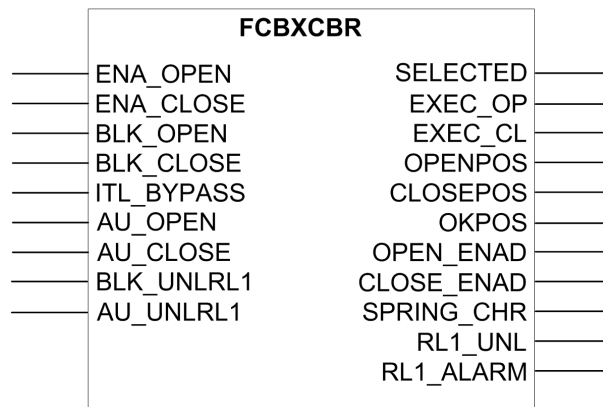 FCBXCBR
ENA_OPEN
ENA_CLOSE
BLK_OPEN
BLK_CLOSE
ITL_BYPASS
AU_OPEN
AU_CLOSE
BLK_UNLRL1
AU_UNLRL1
SELECTED
EXEC_OP
EXEC_CL
OPENPOS
CLOSEPOS
OKPOS
OPEN_ENAD
CLOSE_ENAD
SPRING_CHR
RL1_UNL
RL1_ALARM